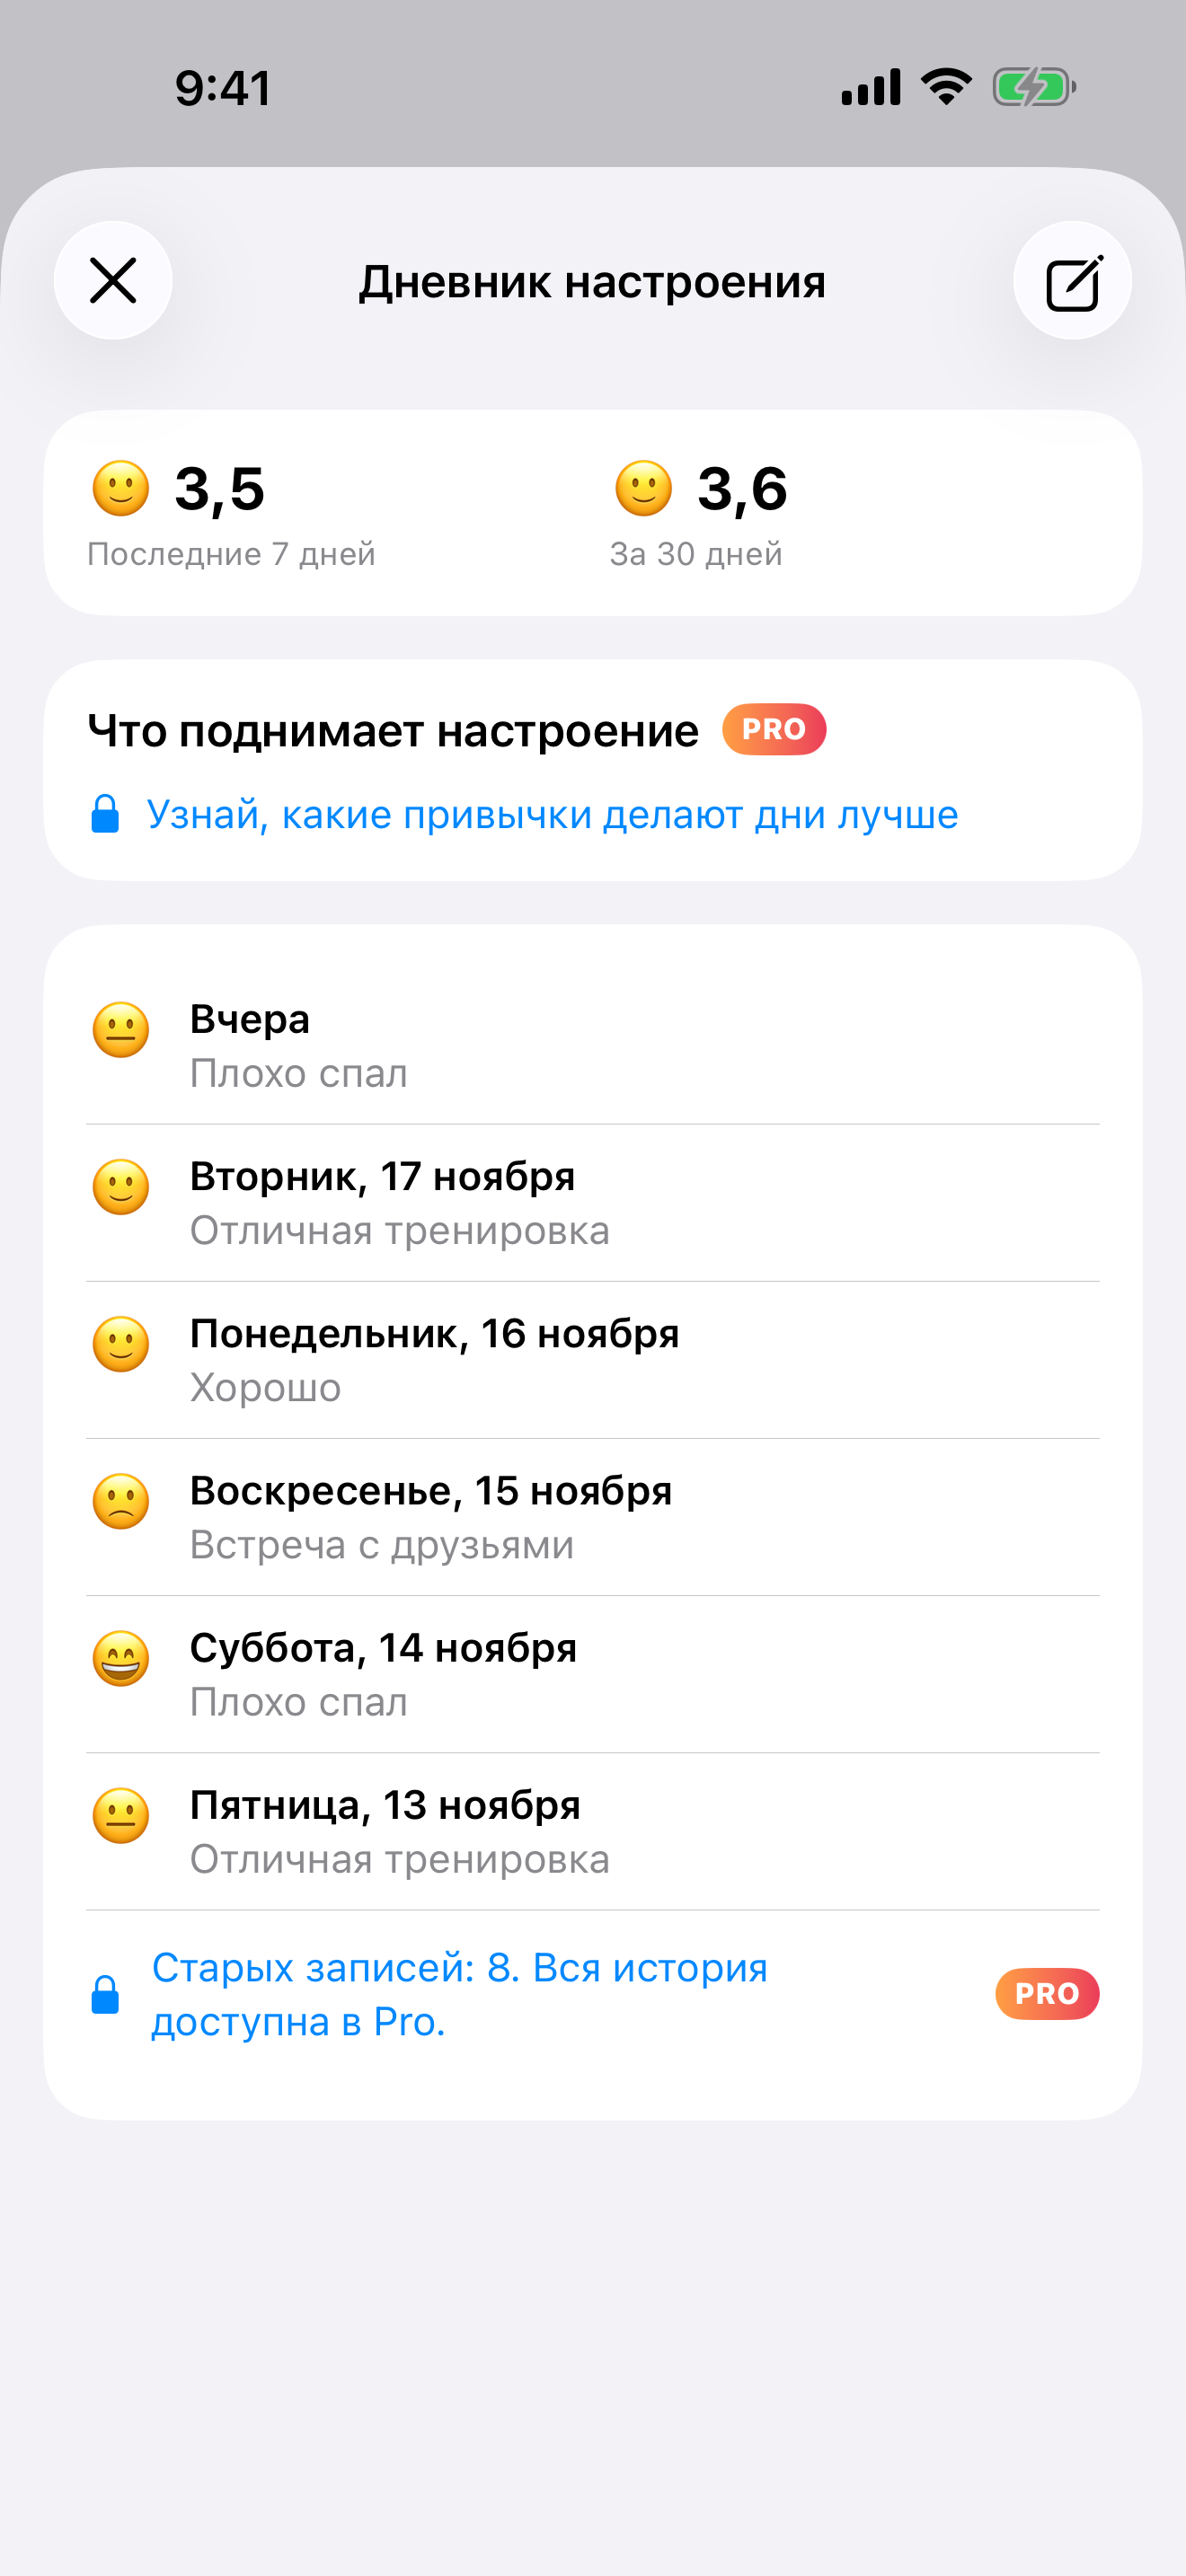 9:41
Дневник настроения
3,5
3,6
Последние 7 дней
За 30 дней
Что поднимает настроение PRO
Узнай, какие привычки делают дни лучше
Вчера
Плохо спал
Вторник, 17 ноября
Отличная тренировка
Понедельник, 16 ноября
Хорошо
Воскресенье, 15 ноября
Встреча с друзьями
Суббота, 14 ноября
Плохо спал
Пятница, 13 ноября
Отличная тренировка
Старых записей: 8. Вся история
доступна в Pro.
PRO